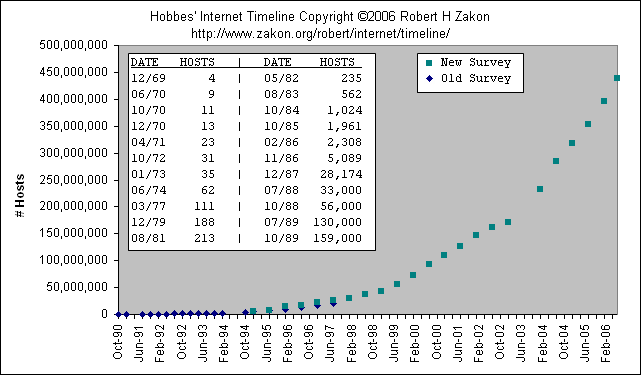 Hobbes' Internet Timeline Copyright ©2006 Robert H Zakon
http://www.zakon.org/robert/internet/timeline/
# Hosts
500,000,000
450,000,000
400,000,000
350,000,000
300,000,000
250,000,000
200,000,000
150,000,000
100,000,000
50,000,000
0
DATE HOSTS | DATE HOSTS
12/69 4 | 05/82 235
06/70 9 | 08/83 562
10/70 11 | 10/84 1,024
12/70 13 | 10/85 1,961
04/71 23 | 02/86 2,308
10/72 31 | 11/86 5,089
01/73 35 | 12/87 28,174
06/74 62 | 07/88 33,000
03/77 111 | 10/88 56,000
12/79 188 | 07/89 130,000
08/81 213 | 10/89 159,000
New Survey
Old Survey
Oct-90
Jun-91
Feb-92
Oct-92
Jun-93
Feb-94
Oct-94
Jun-95
Feb-96
Oct-96
Jun-97
Feb-98
Oct-98
Jun-99
Feb-00
Oct-00
Jun-01
Feb-02
Oct-02
Jun-03
Feb-04
Oct-04
Jun-05
Feb-06